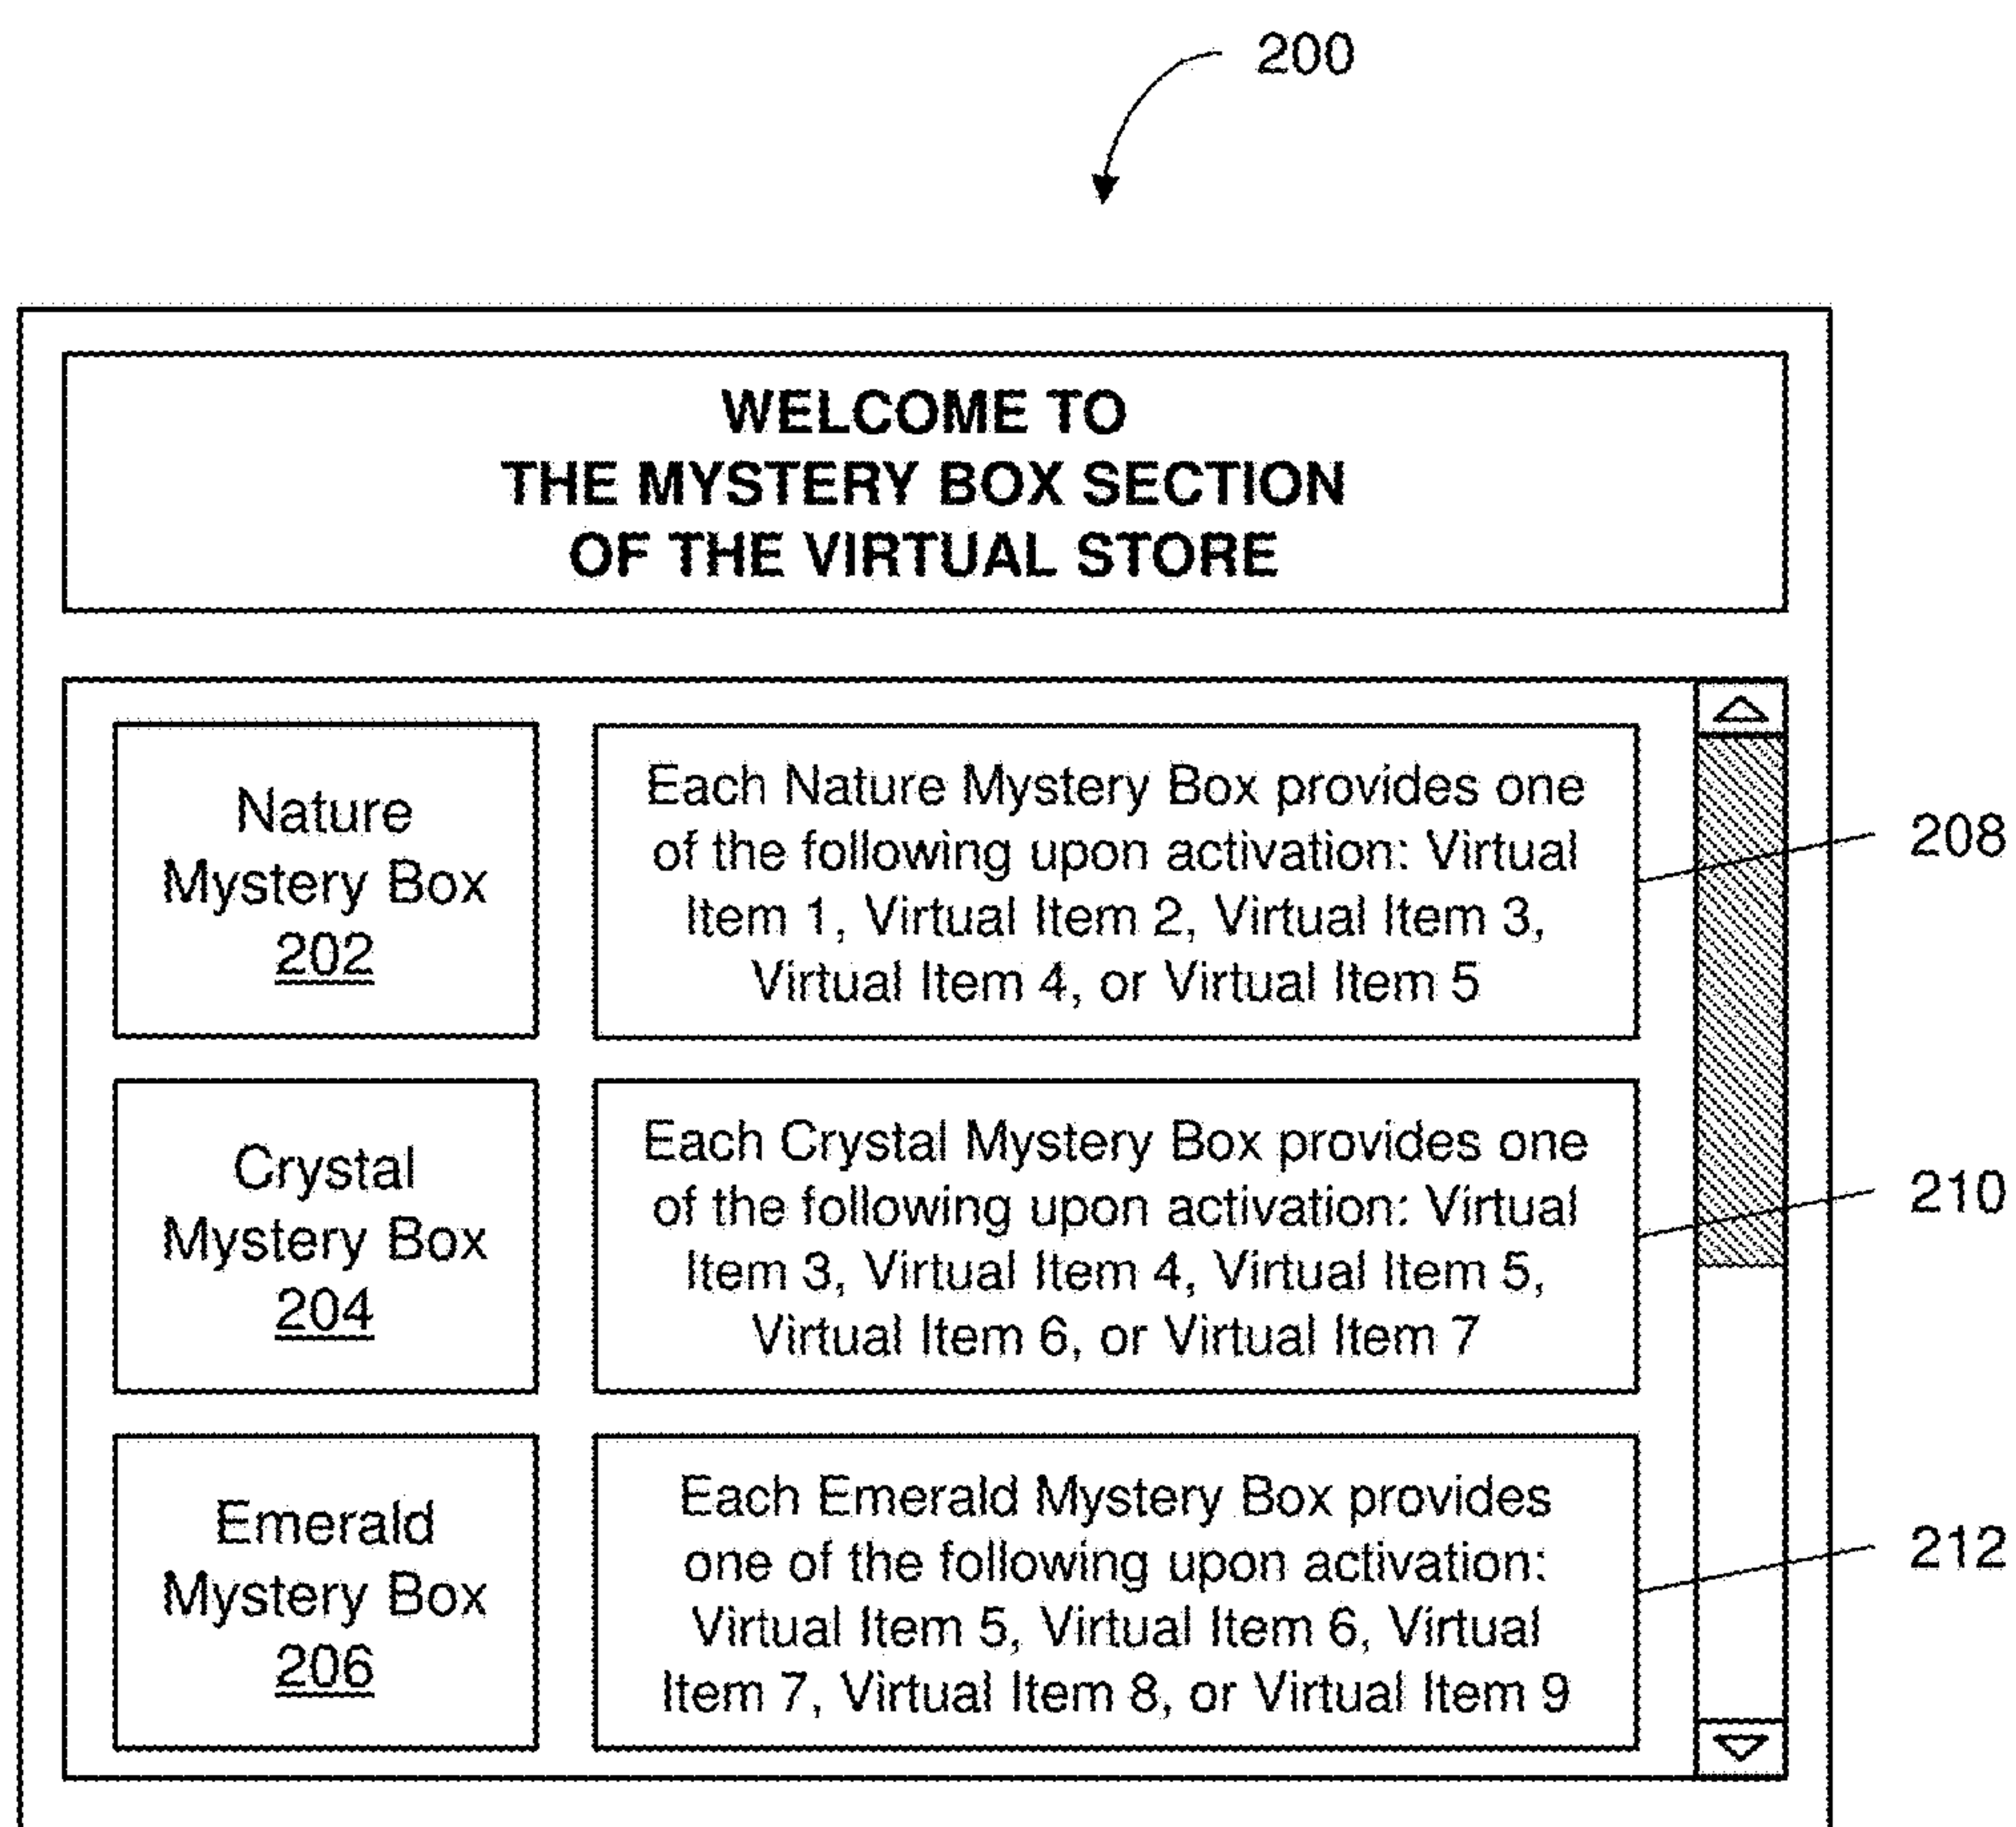 200
WELCOME TO
THE MYSTERY BOX SECTION
OF THE VIRTUAL STORE
Nature
Mystery Box
202
Each Nature Mystery Box provides one
of the following upon activation: Virtual
Item 1, Virtual Item 2, Virtual Item 3,
Virtual Item 4, or Virtual Item 5
208
Crystal
Mystery Box
204
Each Crystal Mystery Box provides one
of the following upon activation: Virtual
Item 3, Virtual Item 4, Virtual Item 5,
Virtual Item 6, or Virtual Item 7
210
Emerald
Mystery Box
206
Each Emerald Mystery Box provides
one of the following upon activation:
Virtual Item 5, Virtual Item 6, Virtual
Item 7, Virtual Item 8, or Virtual Item 9
212